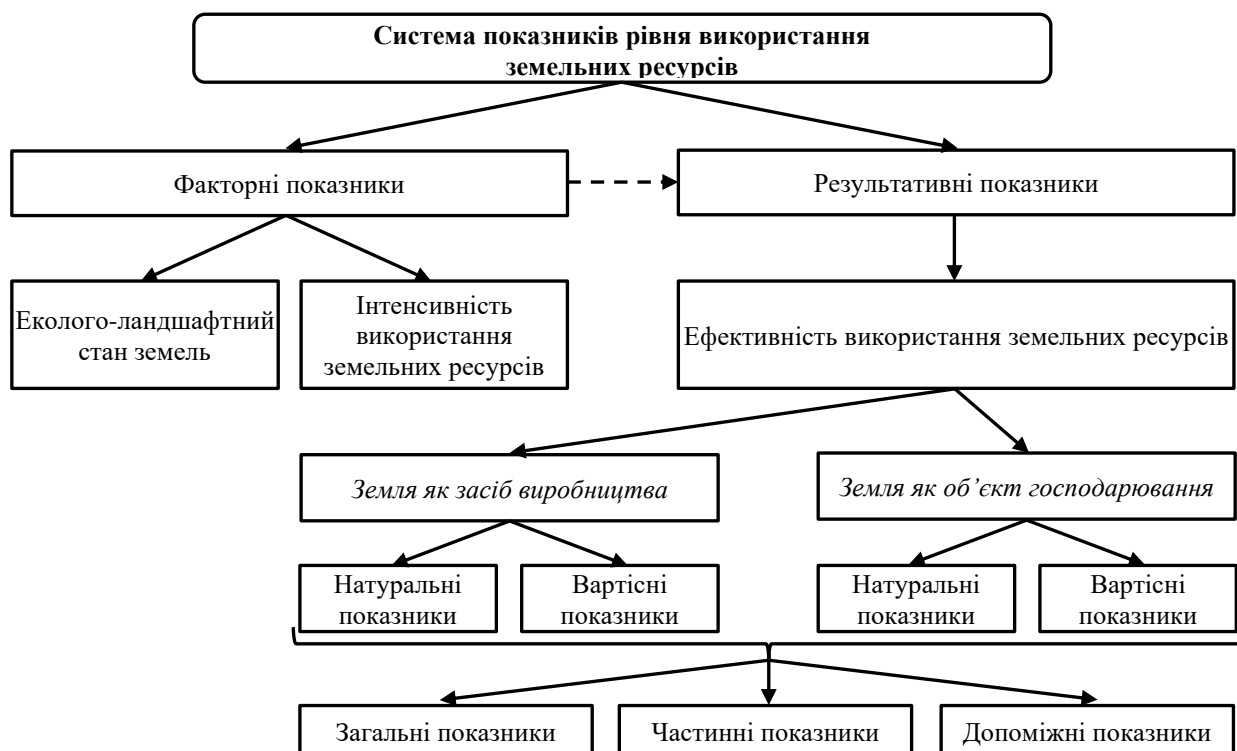 Система показників рівня використання
земельних ресурсів
Факторні показники
Результативні показники
Еколого-ландшафтний
стан земель
Інтенсивність
використання
земельних ресурсів
Ефективність використання земельних ресурсів
Земля як засіб виробництва
Земля як об’єкт господарювання
Натуральні
показники
Вартісні
показники
Натуральні
показники
Вартісні
показники
Загальні показники
Частинні показники
Допоміжні показники